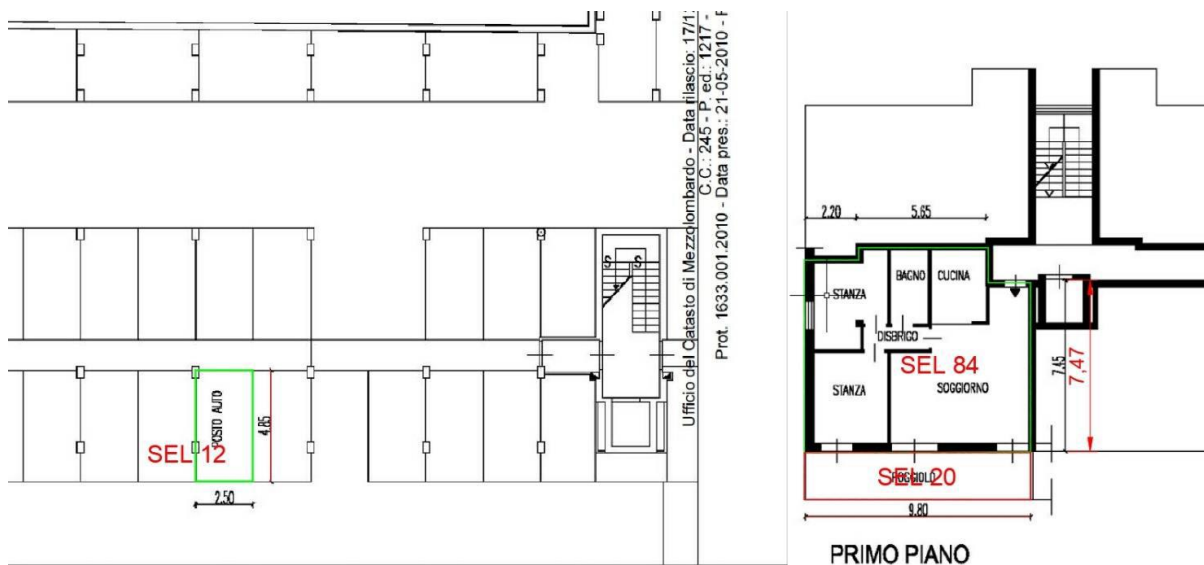 POSTO AUTO
4.85
SEL 12
2.50
Ufficio del Catasto di Mezzolombardo - Data rilascio: 17/1
C.C.: 245 - P. ed.: 1217 -
Prot. 1633.001.2010 - Data pres.: 21-05-2010 -
2.20
5.65
BAGNO
CUCINA
STANZA
DISBRIGO
SEL 84
STANZA
SOGGIORNO
7.45
7,47
SEL 20
POGGIOLO
9.80
PRIMO PIANO